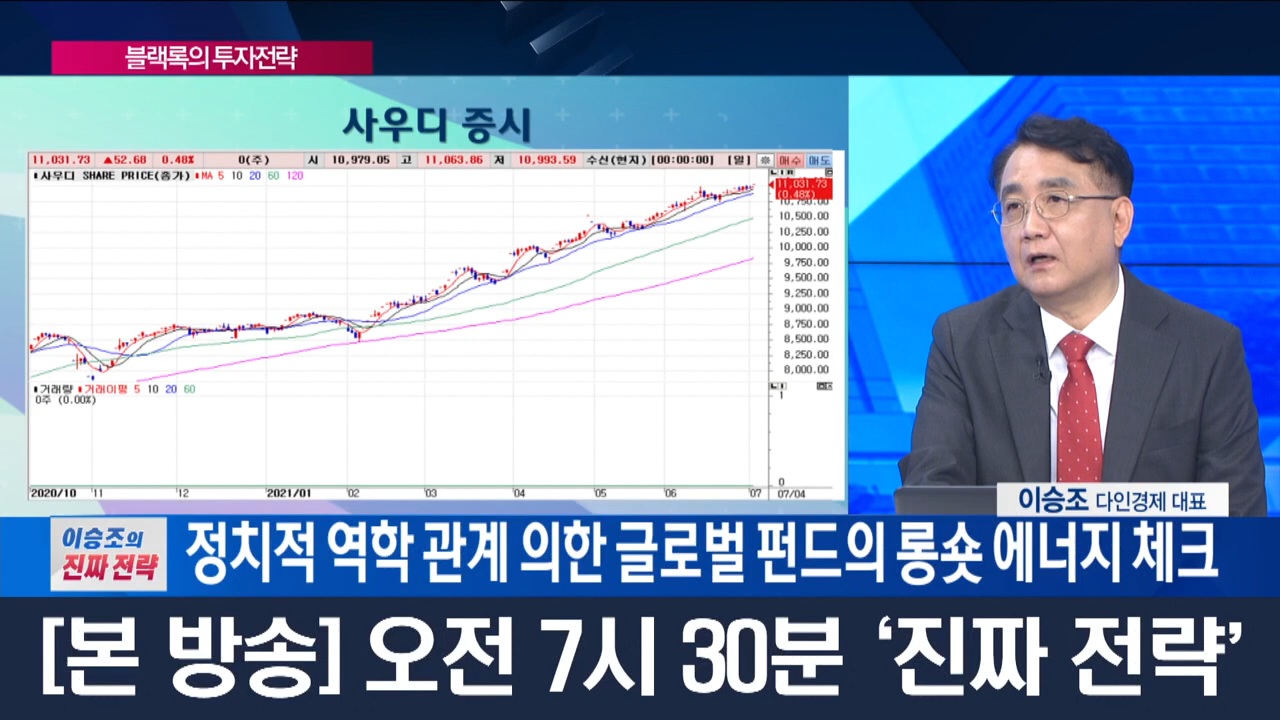 블랙록의 투자전략
사우디 증시
11,031.73 ▲52.68 0.48% 0(주) 시 10,979.05 고 11,063.86 저 10,993.59 수신(현지) [00:00:00] [일] 매수 매도
사우디 SHARE PRICE(종가) MA 5 10 20 60 120
11,031.73
(0.48%)
10,750.00
10,500.00
10,250.00
10,000.00
9,750.00
9,500.00
9,250.00
9,000.00
8,750.00
8,500.00
8,250.00
8,000.00
거래량 거래이평 5 10 20 60
0주 (0.00%)
1
0
2020/10 '11 '12 2021/01 '02 '03 '04 '05 '06 '07 07/04
이승조 다인경제 대표
이승조의
진짜 전략
정치적 역학 관계 의한 글로벌 펀드의 롱숏 에너지 체크
[본 방송] 오전 7시 30분 ‘진짜 전략’